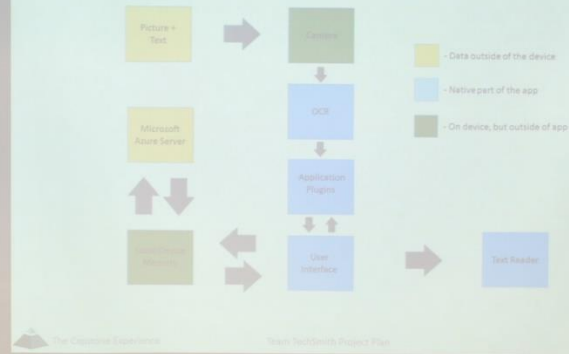 Picture +
Text
Camera
- Data outside of the device
- Native part of the app
- On device, but outside of app
OCR
Microsoft
Azure Server
Application
Plugins
User
Interface
Text Reader
The Capstone Experience
Team TechSmith Project Plan